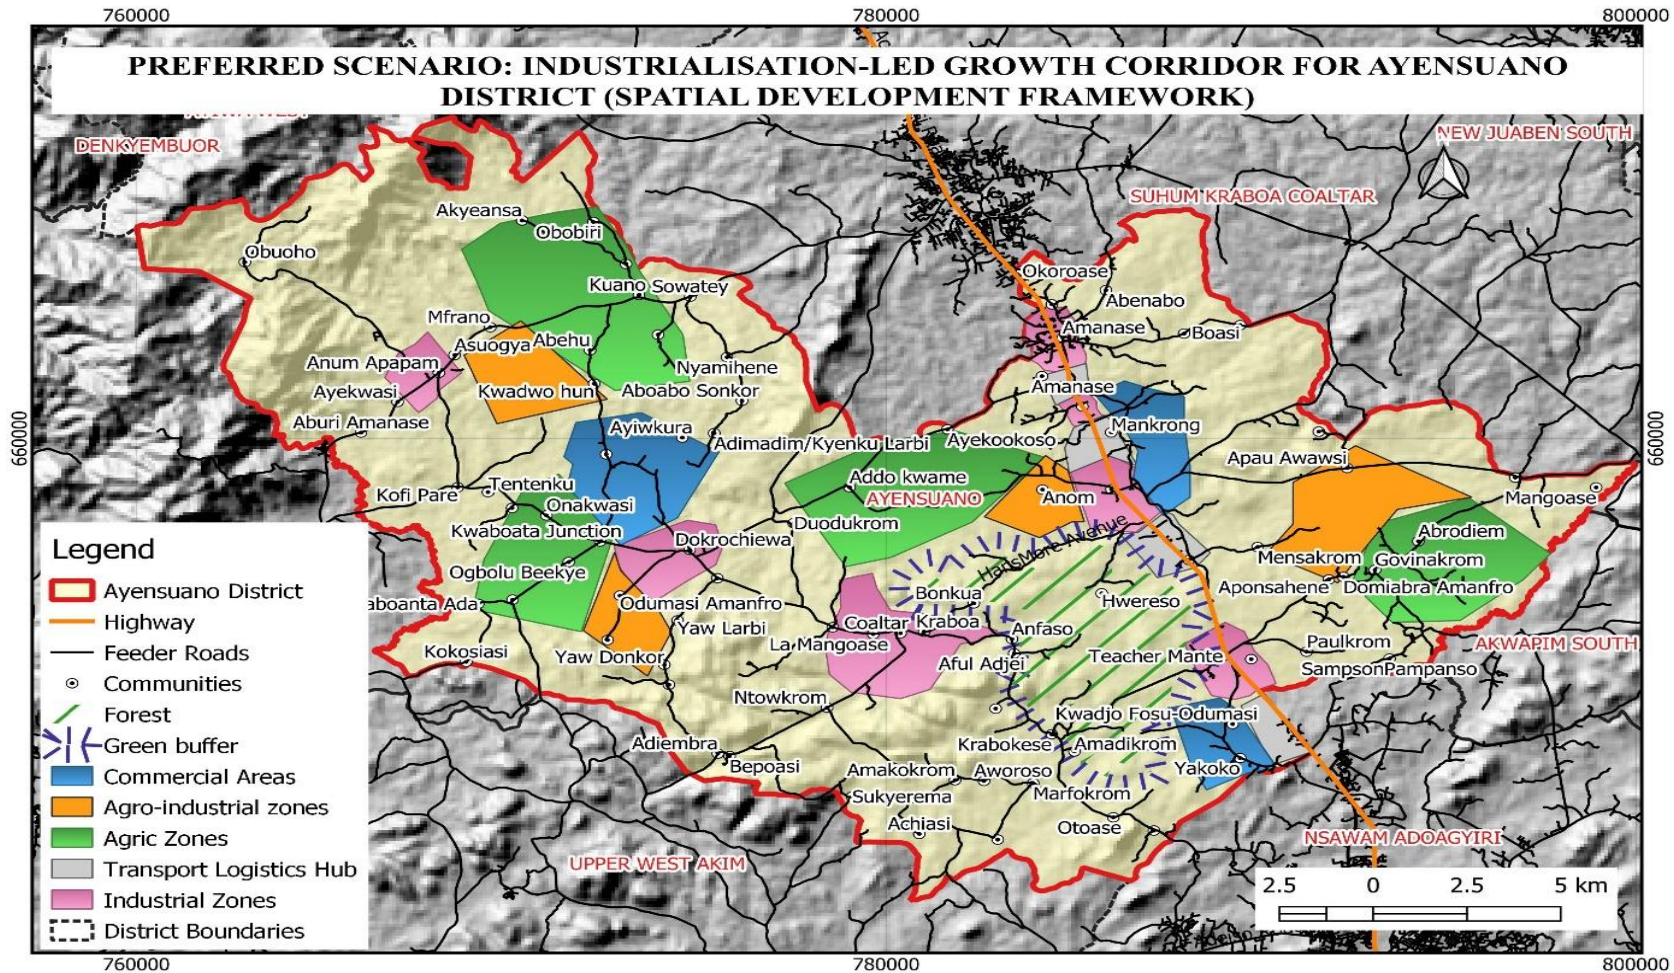 760000
780000
800000
PREFERRED SCENARIO: INDUSTRIALISATION-LED GROWTH CORRIDOR FOR AYENSUANO
DISTRICT (SPATIAL DEVELOPMENT FRAMEWORK)
DENKYEMBUOR
NEW JUABEN SOUTH
SUHUM KRABOA COALTAR
Akyeansa
Obobiri
Obuoho
Okoroase
Kuano
Sowatey
Abenabo
Mfrano
Amanase
Boasi
Asuogya
Abehu
Anum Apapam
Nyamihene
Ayekwasi
Kwadwo hun
Aboabo Sonkor
Amanase
Aburi Amanase
Ayiwkura
Adimadim/Kyenku Larbi
Ayekookoso
Mankrong
660000
660000
Apau Awawsi
Addo kwame
Kofi Pare
Tentenku
AYENSUANO
Anom
Mangoase
Onakwasi
Duodukrom
Kwaboata Junction
Dokrochiewa
HansMore Avenue
Abrodiem
Mensakrom
Govinakrom
Ogbolu Beekye
Aponsahene
Domiabra Amanfro
Bonkua
Hwereso
aboanta Ada
Odumasi Amanfro
Coaltar
Kraboa
Anfaso
Yaw Larbi
La Mangoase
Paulkrom
AKWAPIM SOUTH
Kokosiasi
Yaw Donkor
Aful Adjei
Teacher Mante
Sampson
Pampanso
Ntowkrom
Kwadjo Fosu-Odumasi
Adiembra
Krabokese
Amadikrom
Bepoasi
Amakokrom
Aworoso
Yakoko
Sukyerema
Marfokrom
Achiasi
Otoase
NSAWAM ADOAGYIRI
UPPER WEST AKIM
Legend
Ayensuano District
Highway
Feeder Roads
Communities
Forest
Green buffer
Commercial Areas
Agro-industrial zones
Agric Zones
Transport Logistics Hub
Industrial Zones
District Boundaries
2.5 0 2.5 5 km
760000
780000
800000